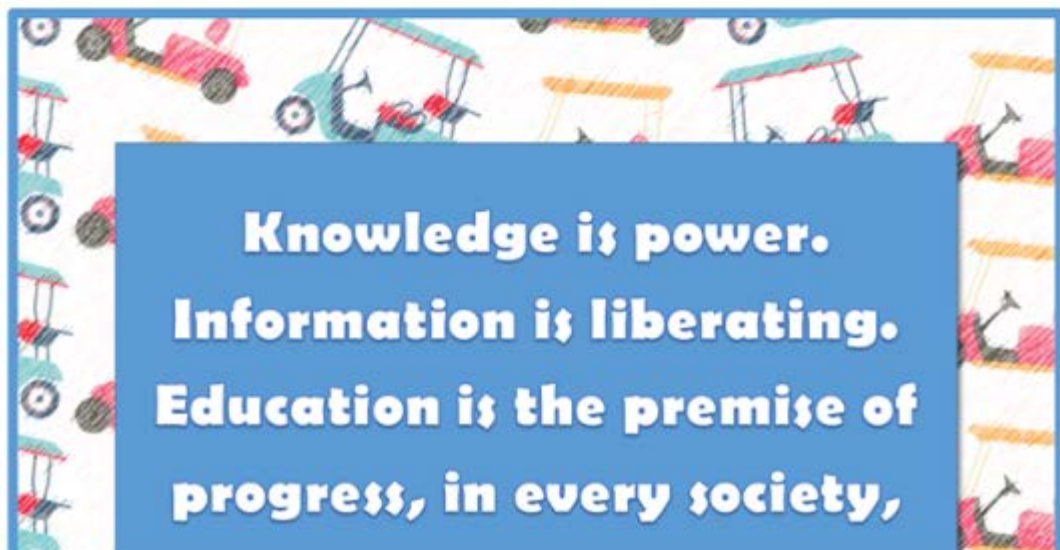 Knowledge is power.
Information is liberating.
Education is the premise of
progress, in every society,